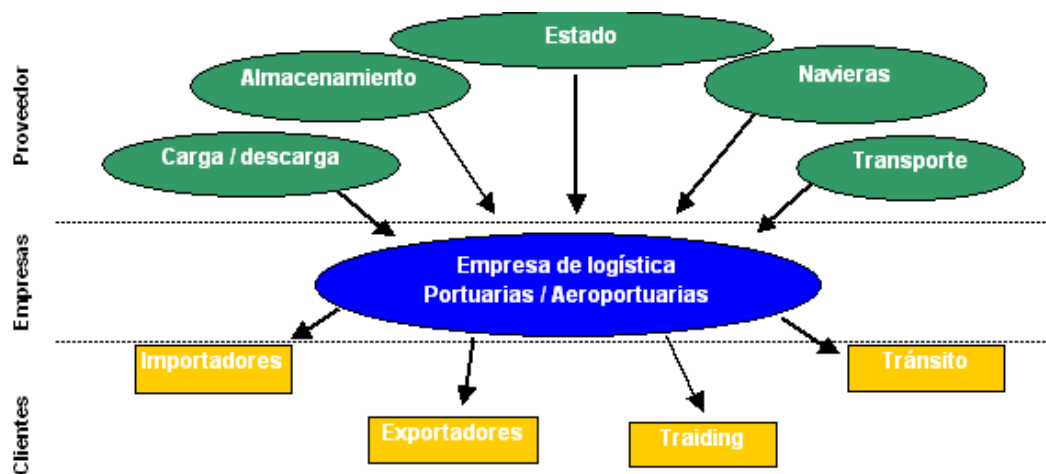 Estado
Almacenamiento
Navieras
Carga / descarga
Transporte
Proveedor
Empresa de logística
Portuarias / Aeroportuarias
Empresas
Importadores
Tránsito
Exportadores
Traiding
Clientes